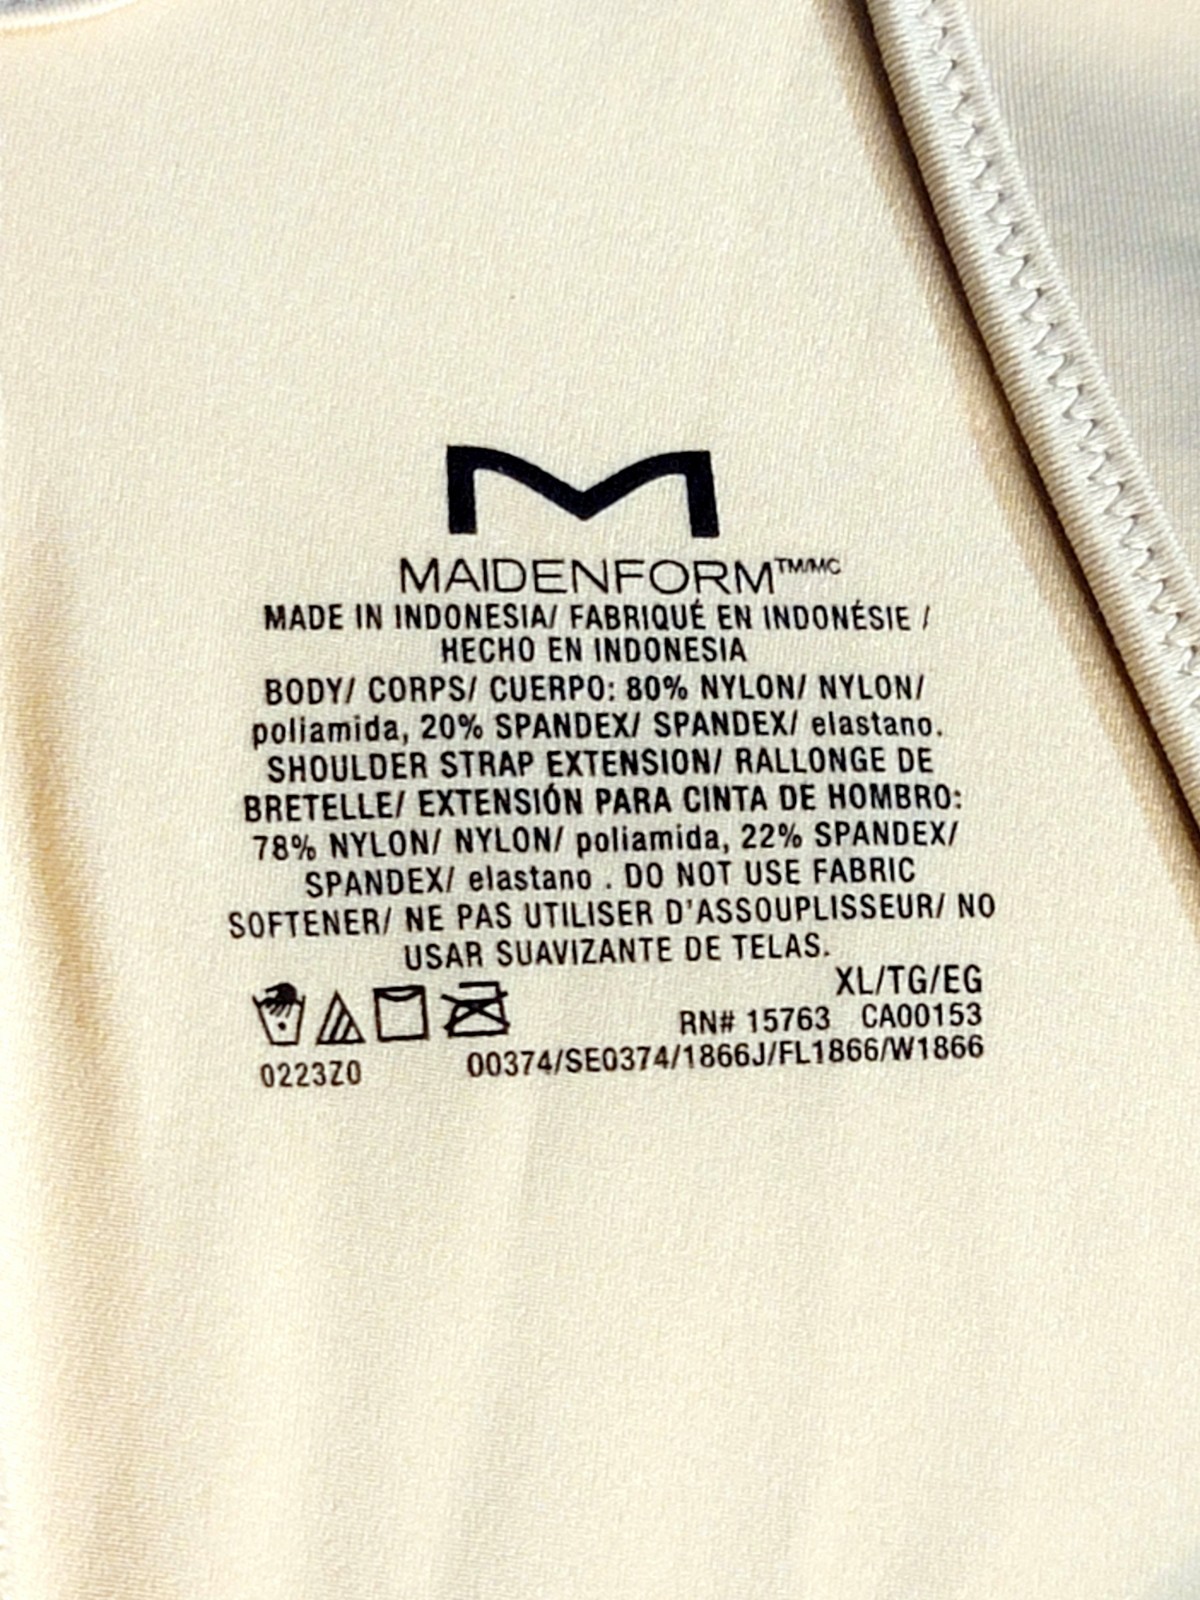 MAIDENFORM™/MC
MADE IN INDONESIA/ FABRIQUÉ EN INDONÉSIE /
HECHO EN INDONESIA
BODY/ CORPS/ CUERPO: 80% NYLON/ NYLON/
poliamida, 20% SPANDEX/ SPANDEX/ elastano.
SHOULDER STRAP EXTENSION/ RALLONGE DE
BRETELLE/ EXTENSIÓN PARA CINTA DE HOMBRO:
78% NYLON/ NYLON/ poliamida, 22% SPANDEX/
SPANDEX/ elastano . DO NOT USE FABRIC
SOFTENER/ NE PAS UTILISER D'ASSOUPLISSEUR/ NO
USAR SUAVIZANTE DE TELAS.
XL/TG/EG
RN# 15763 CA00153
0223Z0 00374/SE0374/1866J/FL1866/W1866